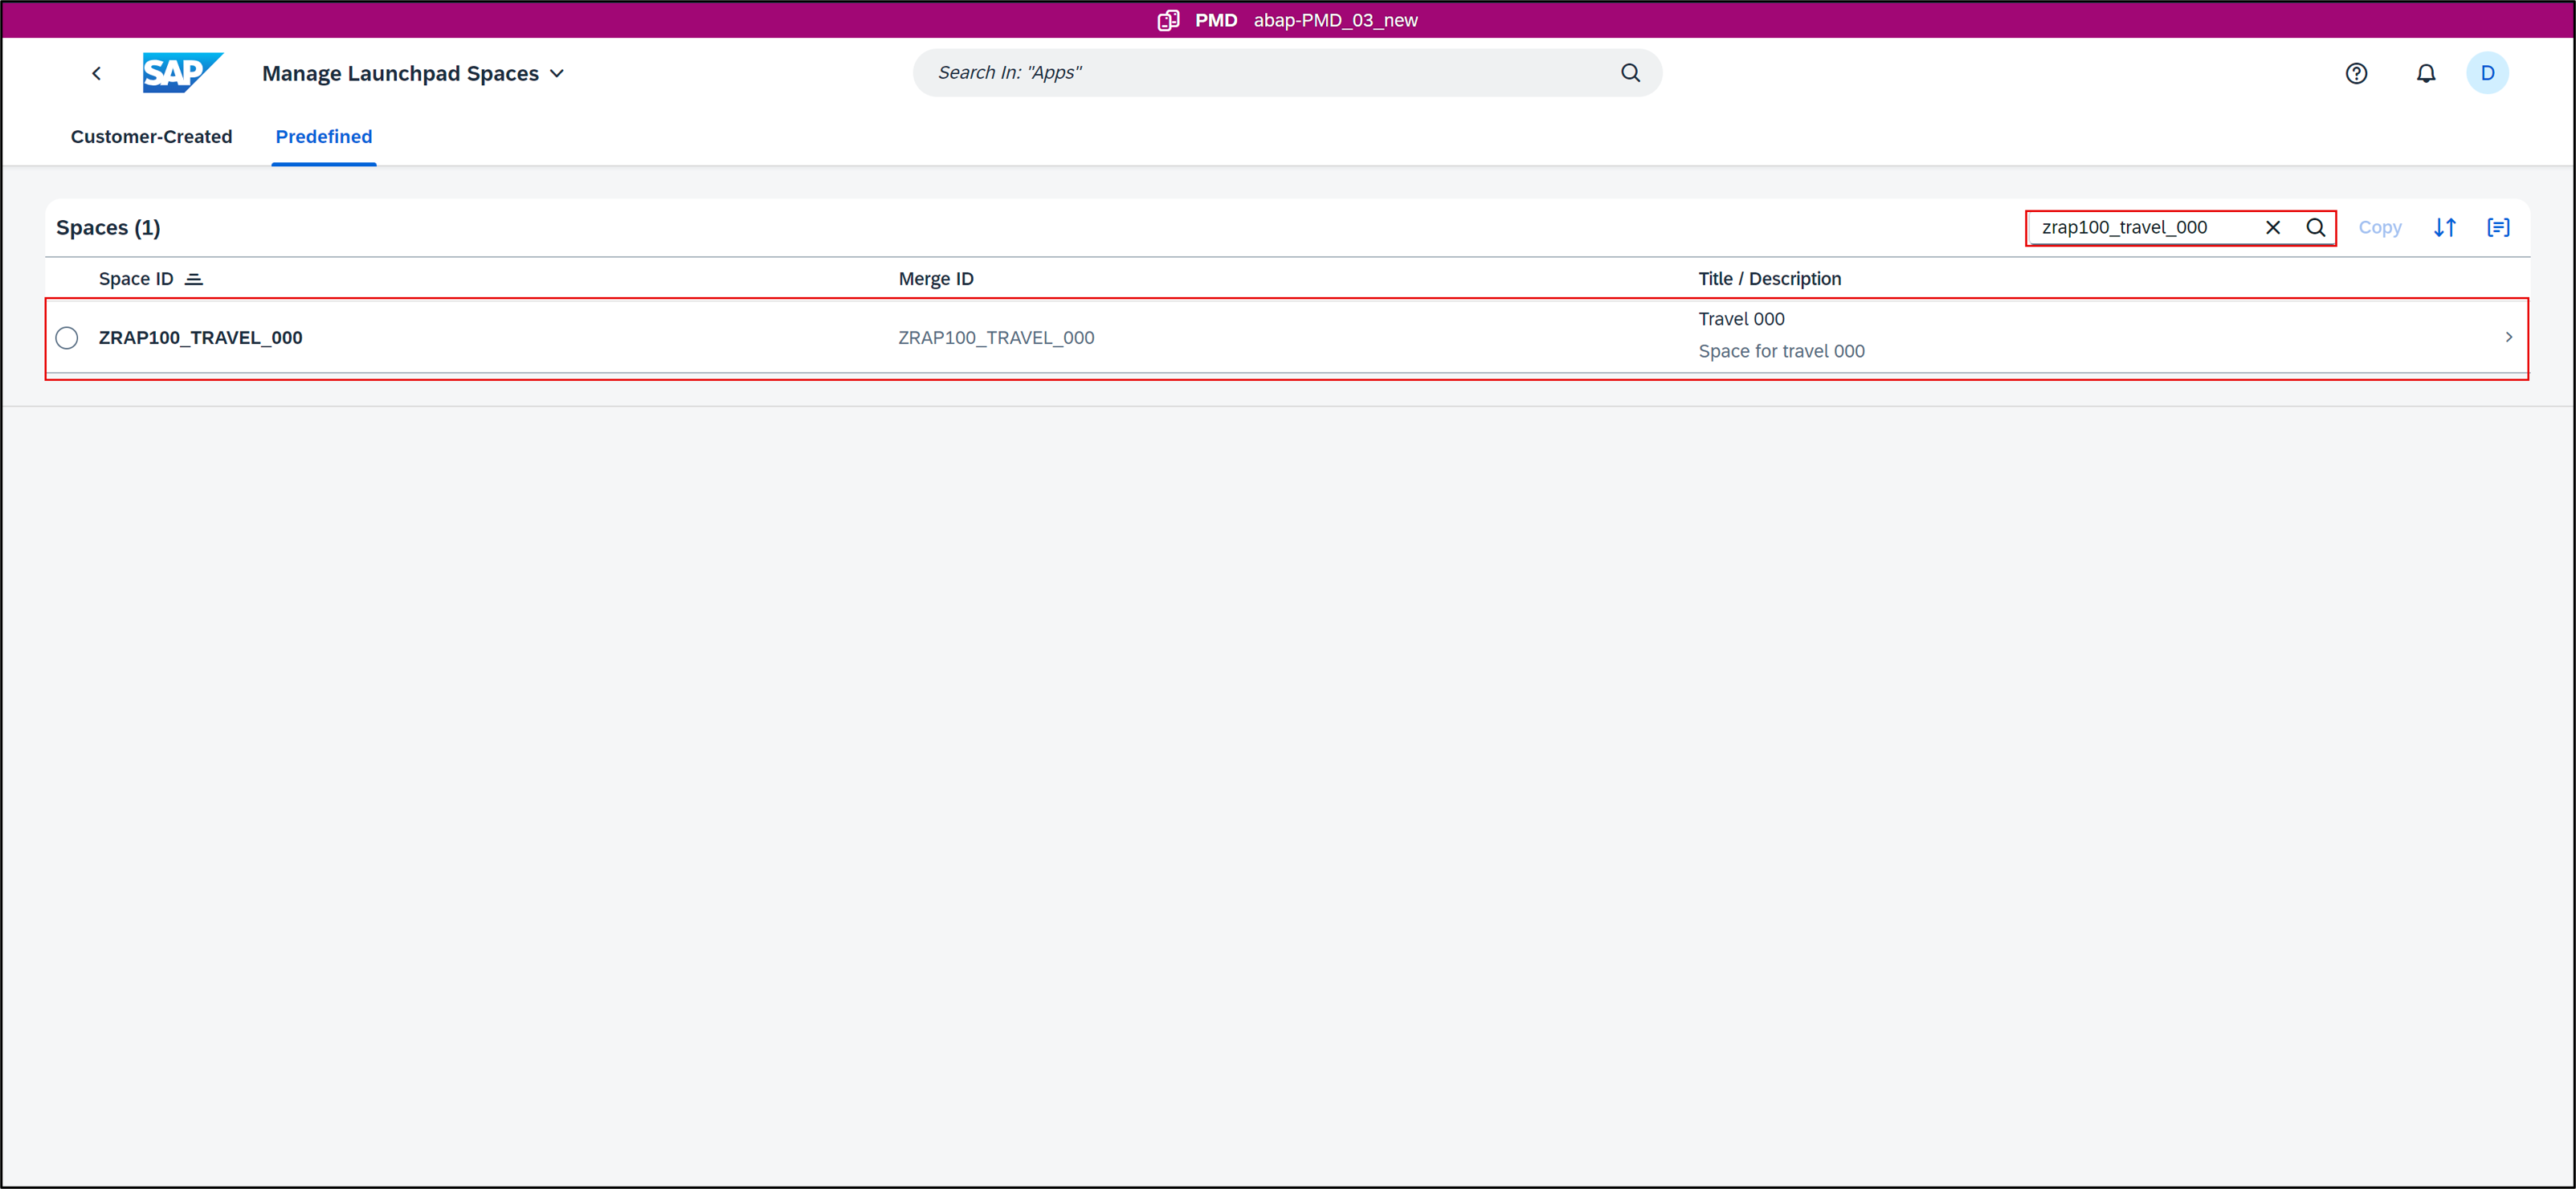 PMD abap-PMD_03_new
SAP Manage Launchpad Spaces Search In: "Apps" D
Customer-Created Predefined
Spaces (1) zrap100_travel_000 Copy
Space ID Merge ID Title / Description
ZRAP100_TRAVEL_000 ZRAP100_TRAVEL_000 Travel 000
Space for travel 000